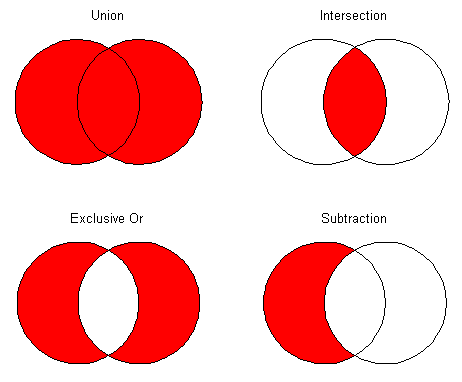 Union
Intersection
Exclusive Or
Subtraction